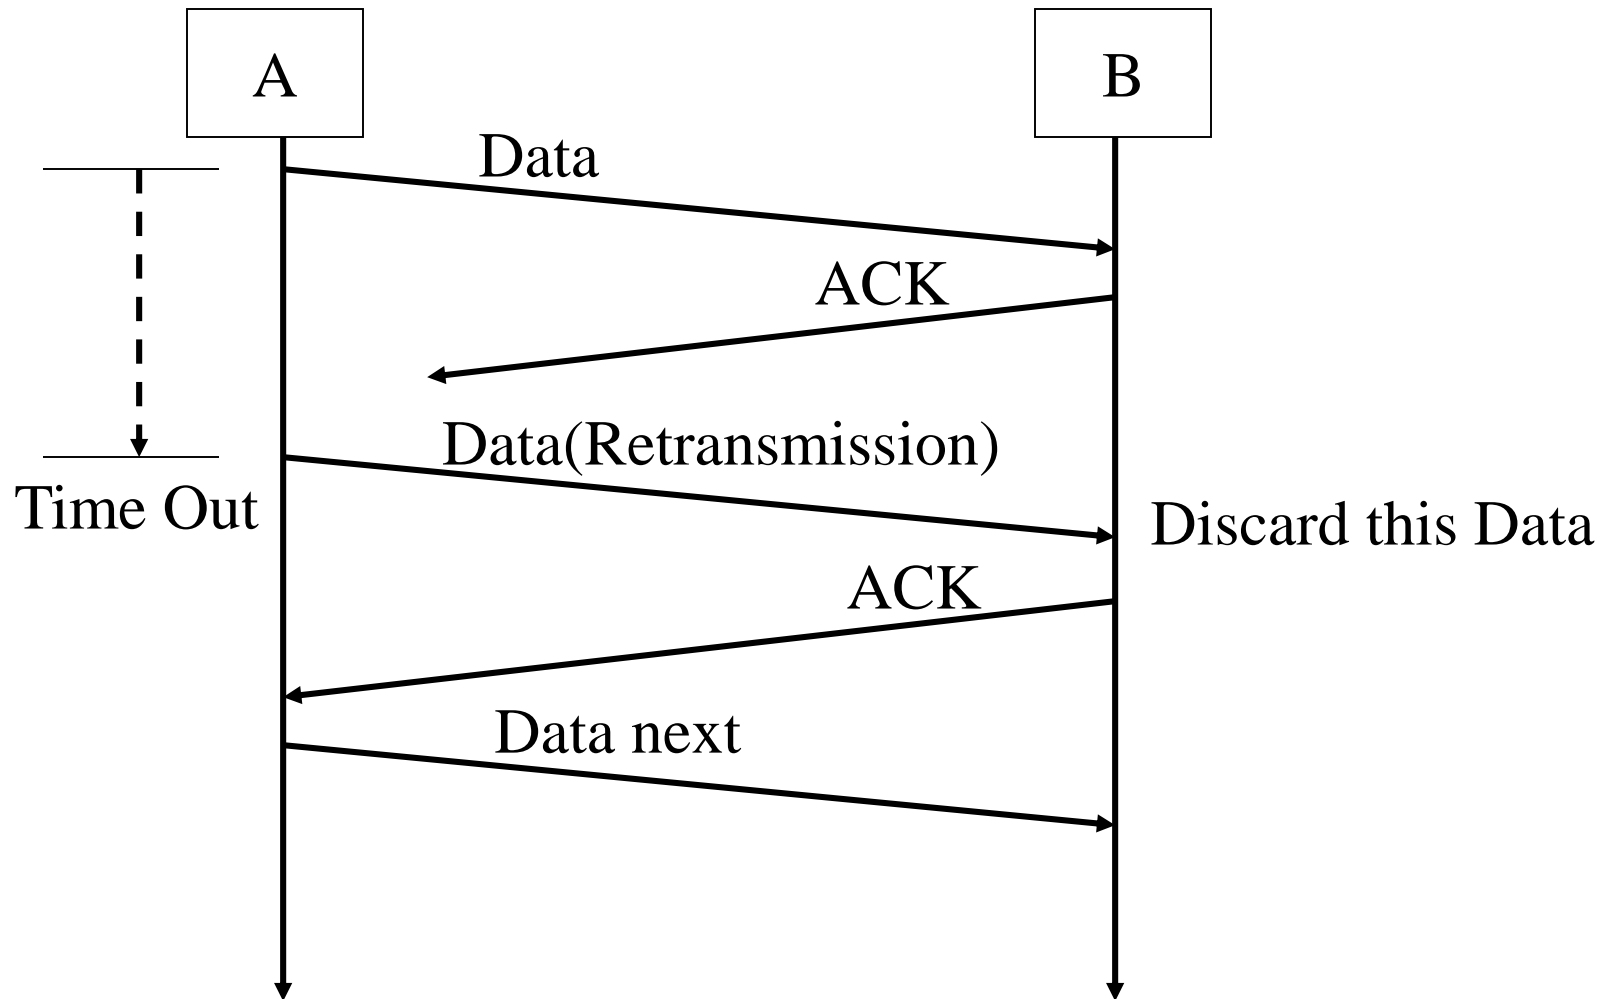 A
B
Data
ACK
Data(Retransmission)
Time Out
Discard this Data
ACK
Data next